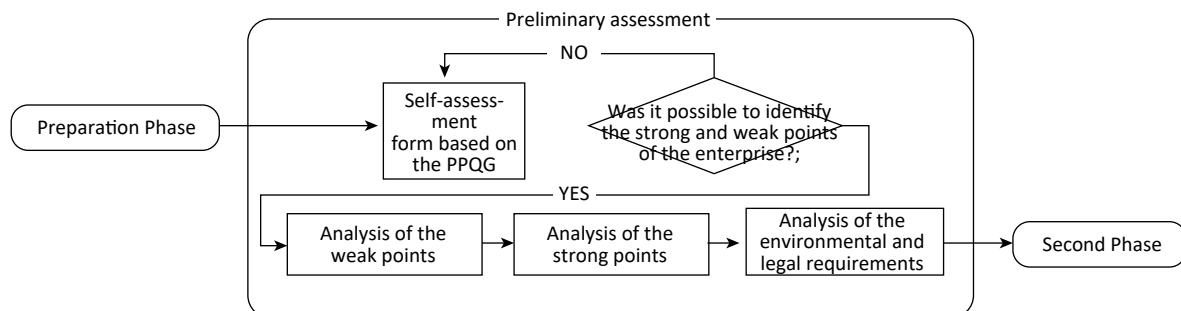 Preliminary assessment
NO
Preparation Phase
Self-assess-
ment
form based on
the PPQG
Was it possible to identify
the strong and weak points
of the enterprise?;
YES
Analysis of the
weak points
Analysis of the
strong points
Analysis of the
environmental and
legal requirements
Second Phase